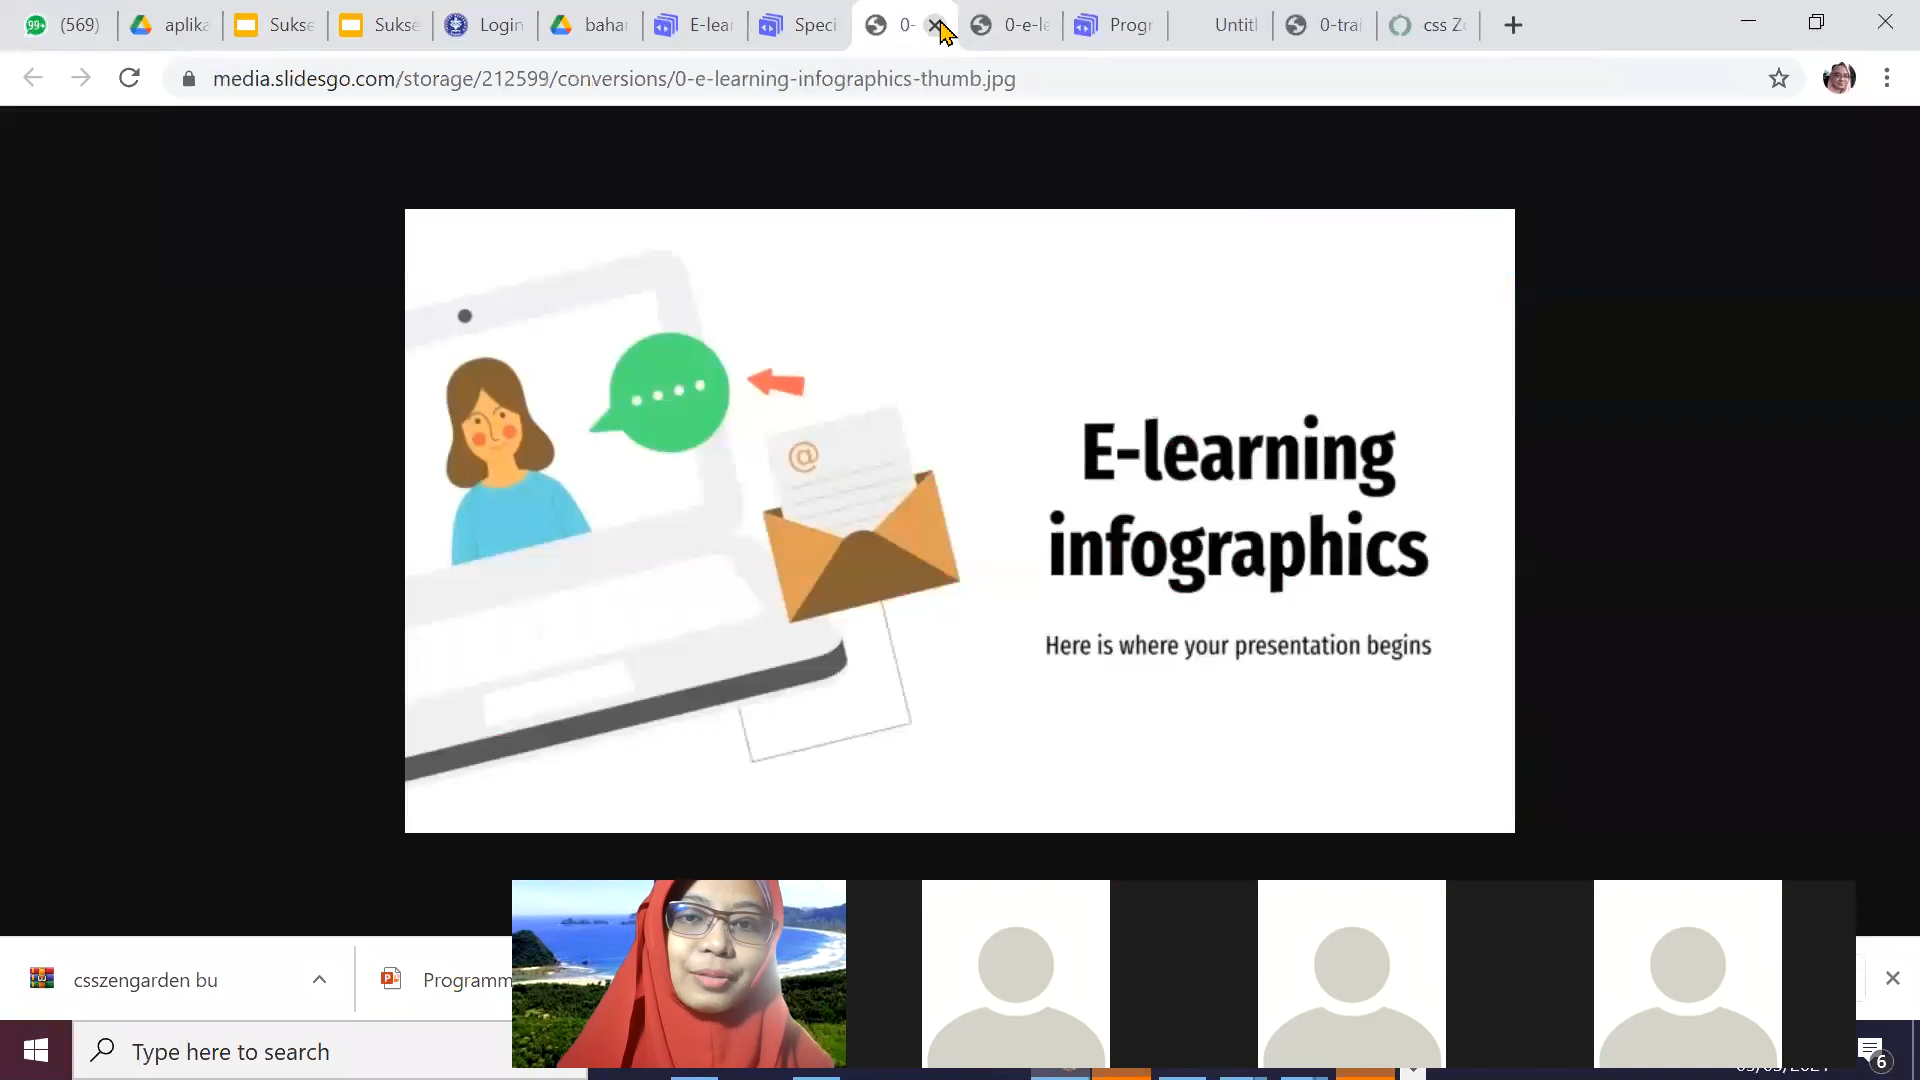 99+ (569)
aplika
Sukse
Sukse
Login
bahar
E-lear
Speci
0-
0-e-le
Progr
Untitl
0-trai
css Z
media.slidesgo.com/storage/212599/conversions/0-e-learning-infographics-thumb.jpg
@
E-learning
infographics
Here is where your presentation begins
csszengarden bu
Programm
Type here to search
6